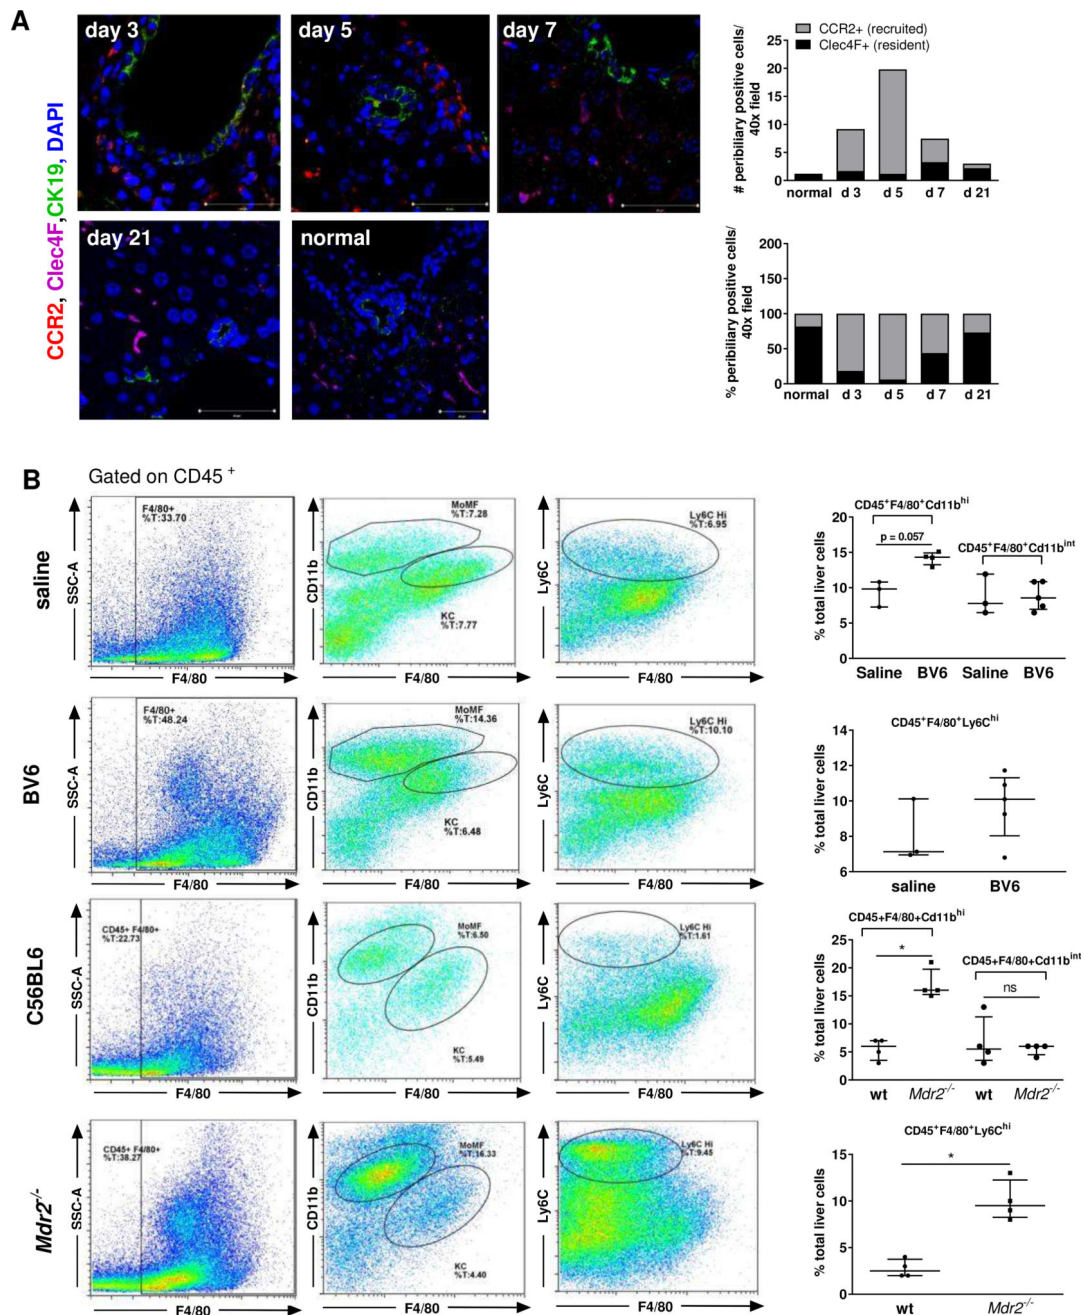 A
day 3
day 5
day 7
day 21
normal
CCR2, Clec4F, CK19, DAPI
CCR2+ (recruited)
Clec4F+ (resident)
# peribiliary positive cells/
40x field
25
20
15
10
5
0
normal d 3 d 5 d 7 d 21
% peribiliary positive cells/
40x field
200
150
100
50
0
normal d 3 d 5 d 7 d 21
B
Gated on CD45 +
saline
SSC-A
F4/80+
%T:33.70
F4/80
CD11b
MoMF
%T:7.28
KC
%T:7.77
F4/80
Ly6C
Ly6C Hi
%T:6.95
F4/80
CD45+F4/80+Cd11bhi
p = 0.057
CD45+F4/80+Cd11bint
% total liver cells
20
15
10
5
0
Saline BV6 Saline BV6
BV6
SSC-A
F4/80+
%T:48.24
F4/80
CD11b
MoMF
%T:14.36
KC
%T:6.48
F4/80
Ly6C
Ly6C Hi
%T:10.10
F4/80
CD45+F4/80+Ly6Chi
% total liver cells
14
12
10
8
6
saline BV6
C56BL6
SSC-A
CD45+ F4/80+
%T:22.73
F4/80
CD11b
MoMF
%T:6.50
KC
%T:5.49
F4/80
Ly6C
Ly6C Hi
%T:1.61
F4/80
CD45+F4/80+Cd11bhi
*
CD45+F4/80+Cd11bint
ns
% total liver cells
25
20
15
10
5
0
wt Mdr2-/- wt Mdr2-/-
Mdr2-/-
SSC-A
CD45+ F4/80+
%T:38.27
F4/80
CD11b
MoMF
%T:16.33
KC
%T:4.40
F4/80
Ly6C
Ly6C Hi
%T:9.45
F4/80
CD45+F4/80+Ly6Chi
*
% total liver cells
15
10
5
0
wt Mdr2-/-